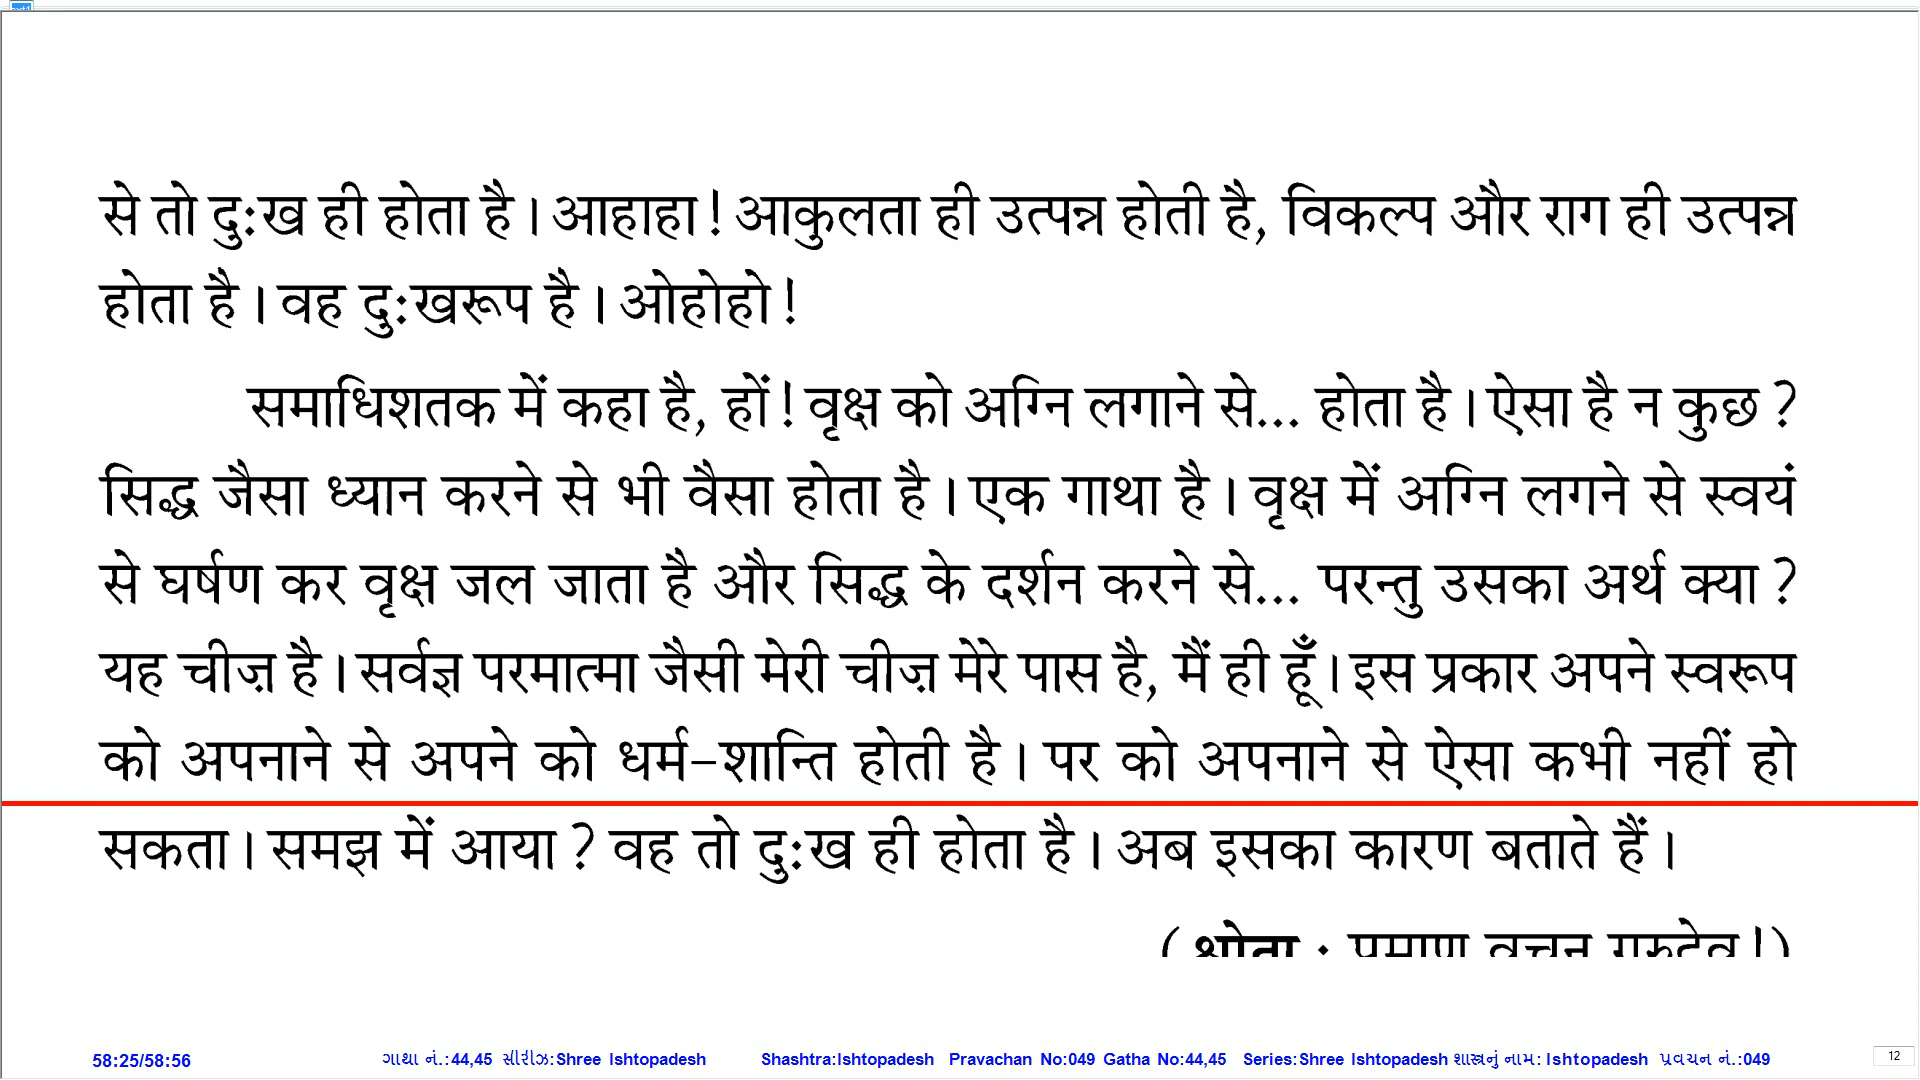 से तो दुःख ही होता है। आहाहा! आकुलता ही उत्पन्न होती है, विकल्प और राग ही उत्पन्न
होता है। वह दुःखरूप है। ओहोहो!
समाधिशतक में कहा है, हों! वृक्ष को अग्नि लगाने से... होता है। ऐसा है न कुछ?
सिद्ध जैसा ध्यान करने से भी वैसा होता है। एक गाथा है। वृक्ष में अग्नि लगने से स्वयं
से घर्षण कर वृक्ष जल जाता है और सिद्ध के दर्शन करने से... परन्तु उसका अर्थ क्या?
यह चीज़ है। सर्वज्ञ परमात्मा जैसी मेरी चीज़ मेरे पास है, मैं ही हूँ। इस प्रकार अपने स्वरूप
को अपनाने से अपने को धर्म-शान्ति होती है। पर को अपनाने से ऐसा कभी नहीं हो
सकता। समझ में आया? वह तो दुःख ही होता है। अब इसका कारण बताते हैं।
(श्रोता : प्रमाण वचन गुरुदेव!)
58:25/58:56 ગાથા નં.:44,45 સીરીઝ:Shree Ishtopadesh Shashtra:Ishtopadesh Pravachan No:049 Gatha No:44,45 Series:Shree Ishtopadesh શાસ્ત્રનું નામ: Ishtopadesh પ્રવચન નં.:049 12